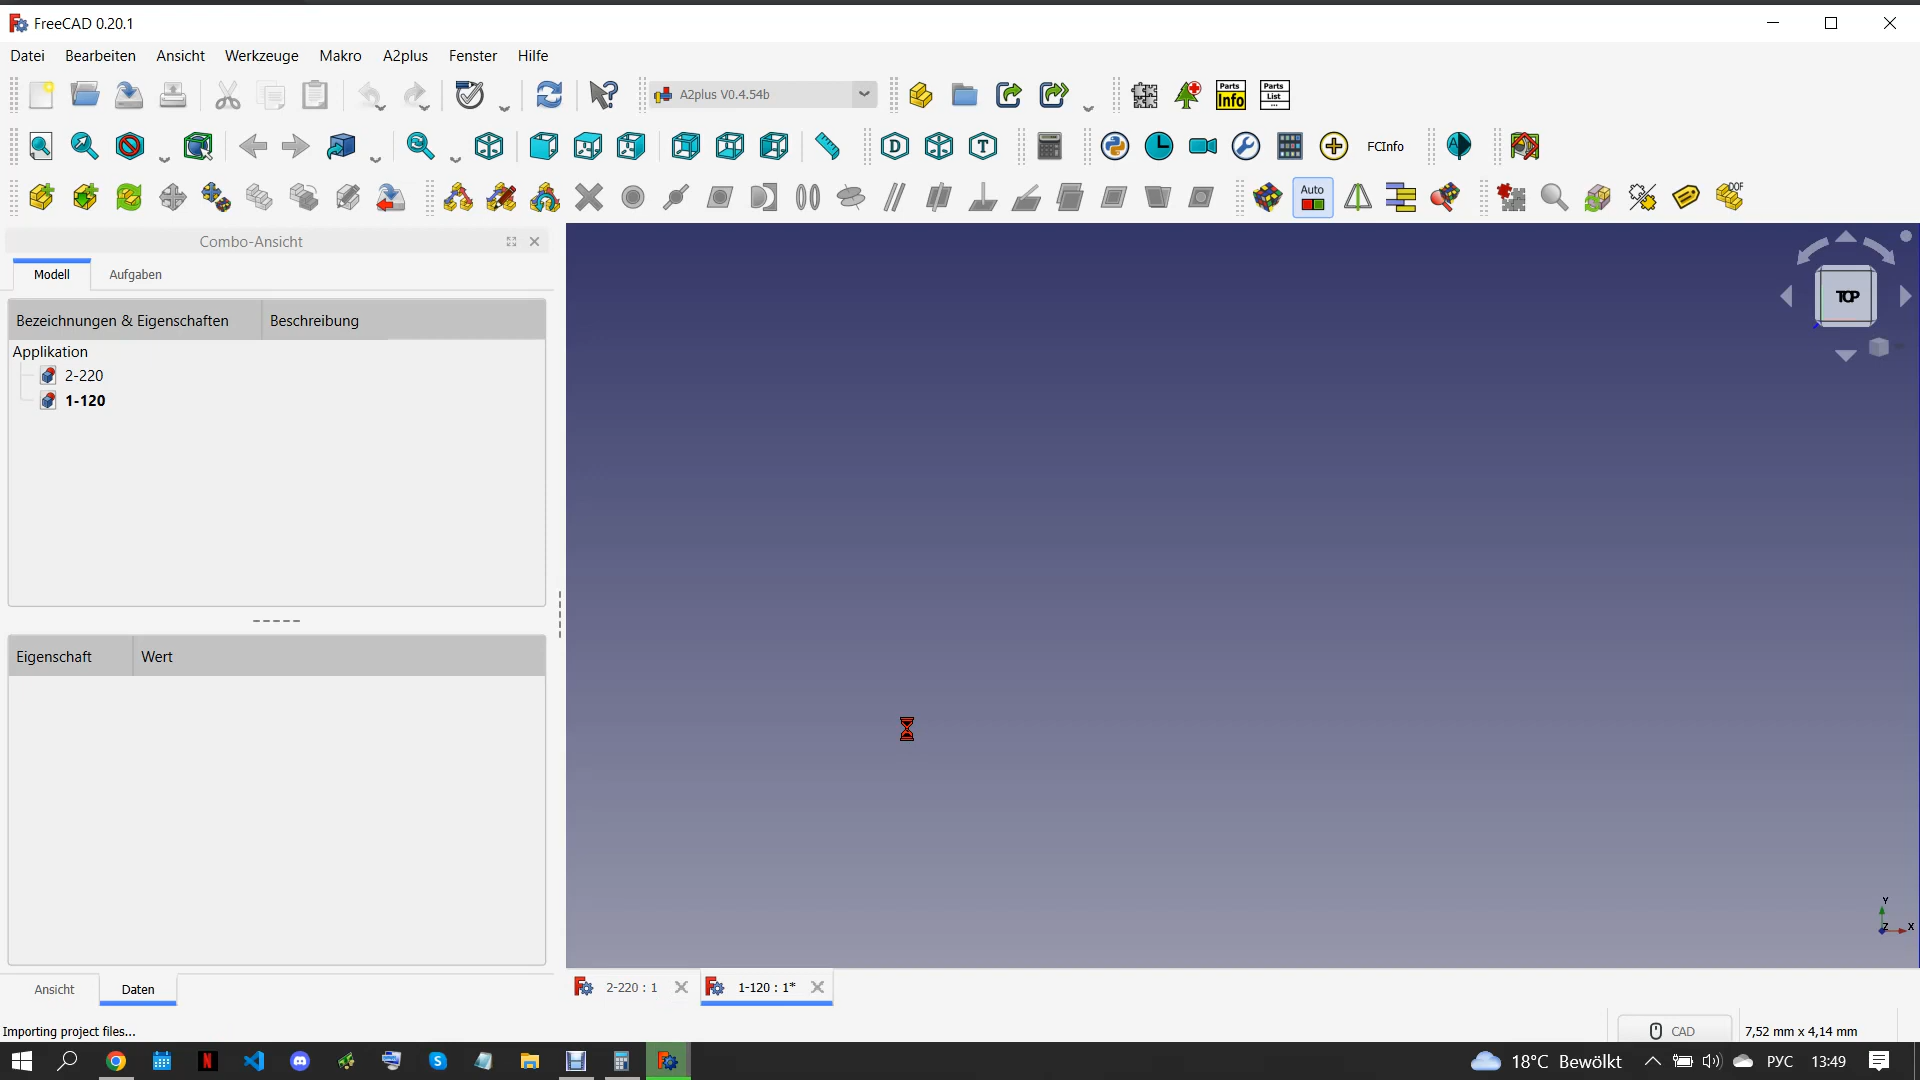 FreeCAD 0.20.1
Datei Bearbeiten Ansicht Werkzeuge Makro A2plus Fenster Hilfe
A2plus V0.4.54b
Parts Info
Parts List ...
D
T
FCInfo
Auto
DOF
Combo-Ansicht
Modell Aufgaben
Bezeichnungen & Eigenschaften Beschreibung
Applikation
2-220
1-120
TOP
Eigenschaft Wert
Y
Z
X
Ansicht Daten
2-220 : 1
1-120 : 1*
Importing project files...
CAD
7,52 mm x 4,14 mm
N
S
18°C Bewölkt
РУС
13:49